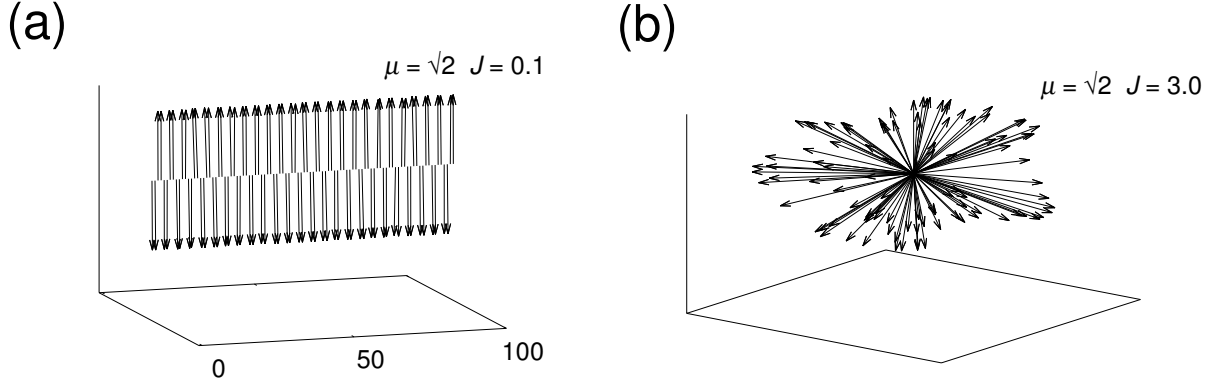 (a)
μ = √2 J = 0.1
0
50
100
(b)
μ = √2 J = 3.0